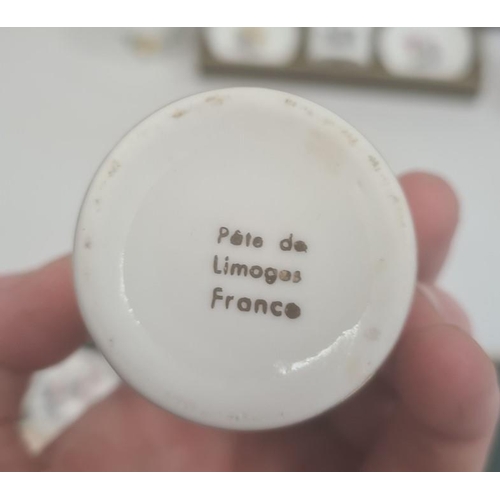 Pâte de
Limoges
France